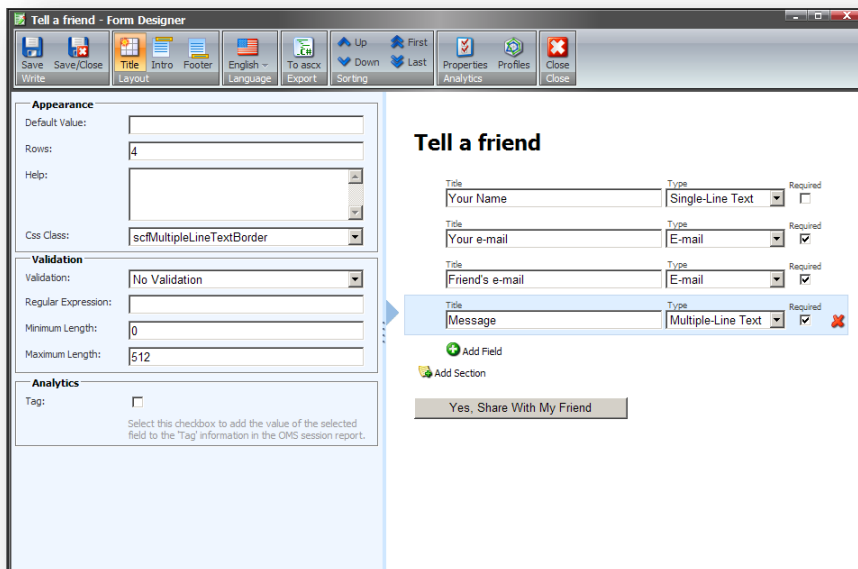 Tell a friend - Form Designer
Save Save/Close Title Intro Footer English To ascx Up First Down Last Properties Profiles Close
Write Layout Language Export Sorting Analytics Close
Appearance
Default Value:
Rows: 4
Help:
Css Class: scfMultipleLineTextBorder
Validation
Validation: No Validation
Regular Expression:
Minimum Length: 0
Maximum Length: 512
Analytics
Tag:
Select this checkbox to add the value of the selected
field to the 'Tag' information in the OMS session report.
Tell a friend
Title Type Required
Your Name Single-Line Text
Title Type Required
Your e-mail E-mail
Title Type Required
Friend's e-mail E-mail
Title Type Required
Message Multiple-Line Text
Add Field
Add Section
Yes, Share With My Friend